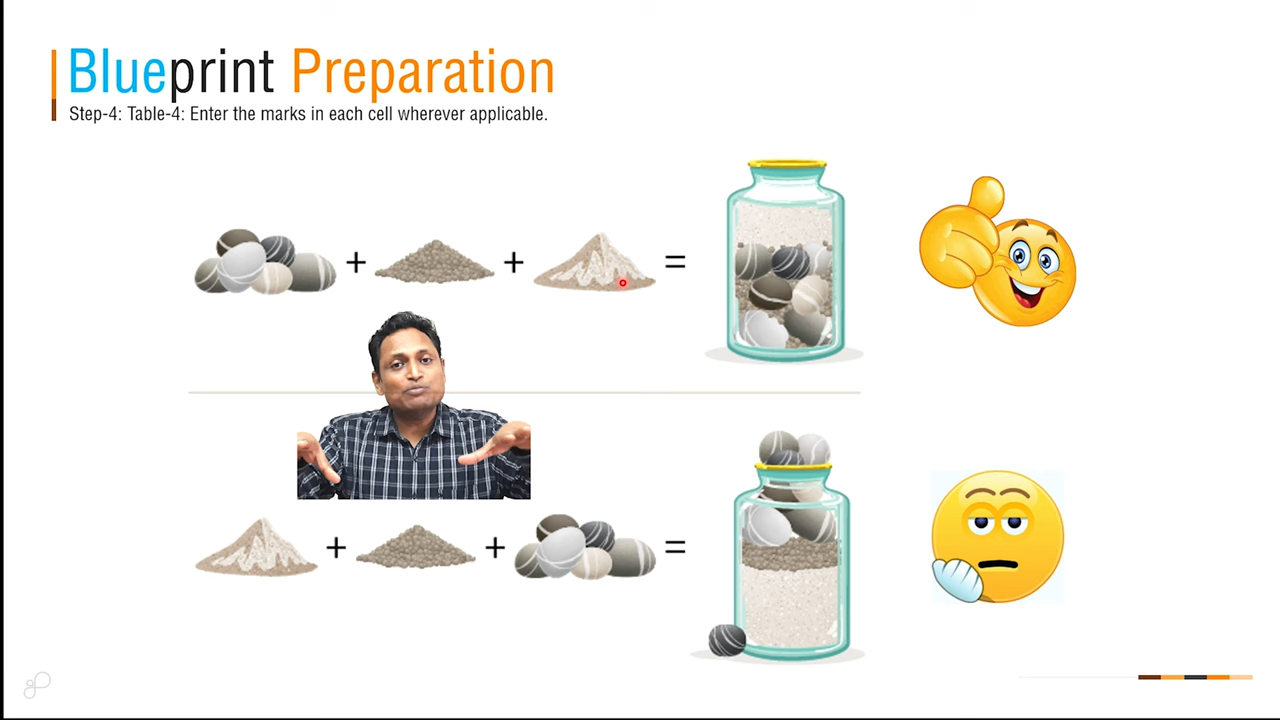 Blueprint Preparation
Step-4: Table-4: Enter the marks in each cell wherever applicable.
+ + =
+ + =